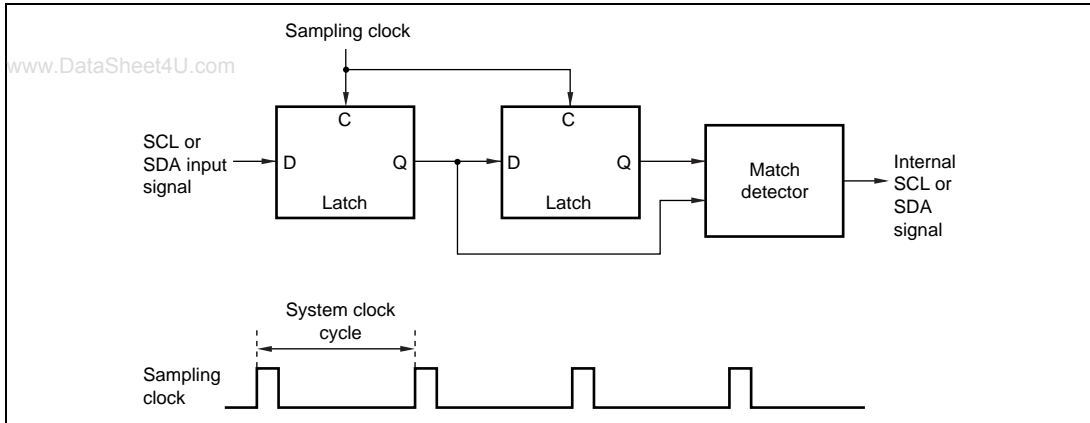 Sampling clock
www.DataSheet4U.com
C
C
SCL or
SDA input
signal
D
Q
D
Q
Latch
Latch
Match
detector
Internal
SCL or
SDA
signal
System clock
cycle
Sampling
clock